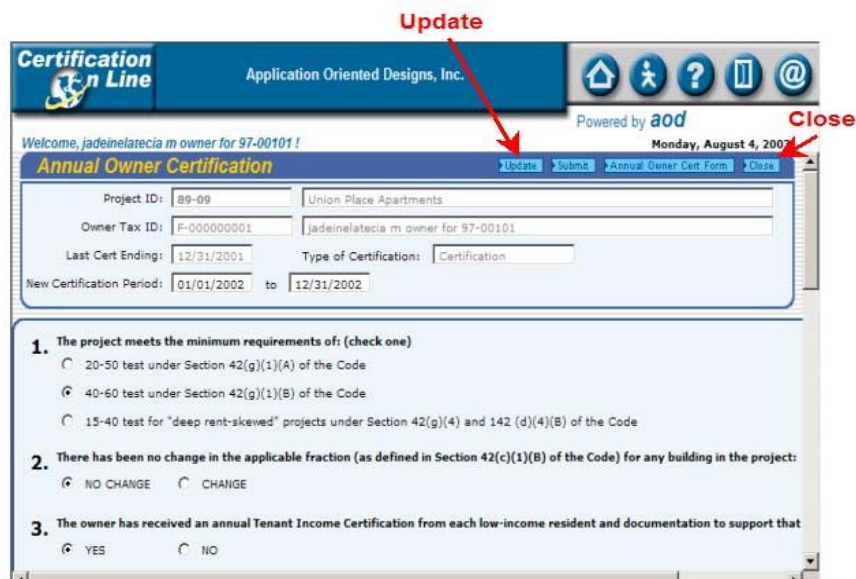 Update
Certification
On Line
Application Oriented Designs, Inc.
Powered by aod
Close
Welcome, jadeinelatecia m owner for 97-00101 !
Monday, August 4, 2003
Annual Owner Certification
Update Submit Annual Owner Cert Form Close
Project ID: 89-09 Union Place Apartments
Owner Tax ID: F-000000001 jadeinelatecia m owner for 97-00101
Last Cert Ending: 12/31/2001 Type of Certification: Certification
New Certification Period: 01/01/2002 to 12/31/2002
1. The project meets the minimum requirements of: (check one)
20-50 test under Section 42(g)(1)(A) of the Code
40-60 test under Section 42(g)(1)(B) of the Code
15-40 test for "deep rent-skewed" projects under Section 42(g)(4) and 142 (d)(4)(B) of the Code
2. There has been no change in the applicable fraction (as defined in Section 42(c)(1)(B) of the Code) for any building in the project:
NO CHANGE CHANGE
3. The owner has received an annual Tenant Income Certification from each low-income resident and documentation to support that
YES NO